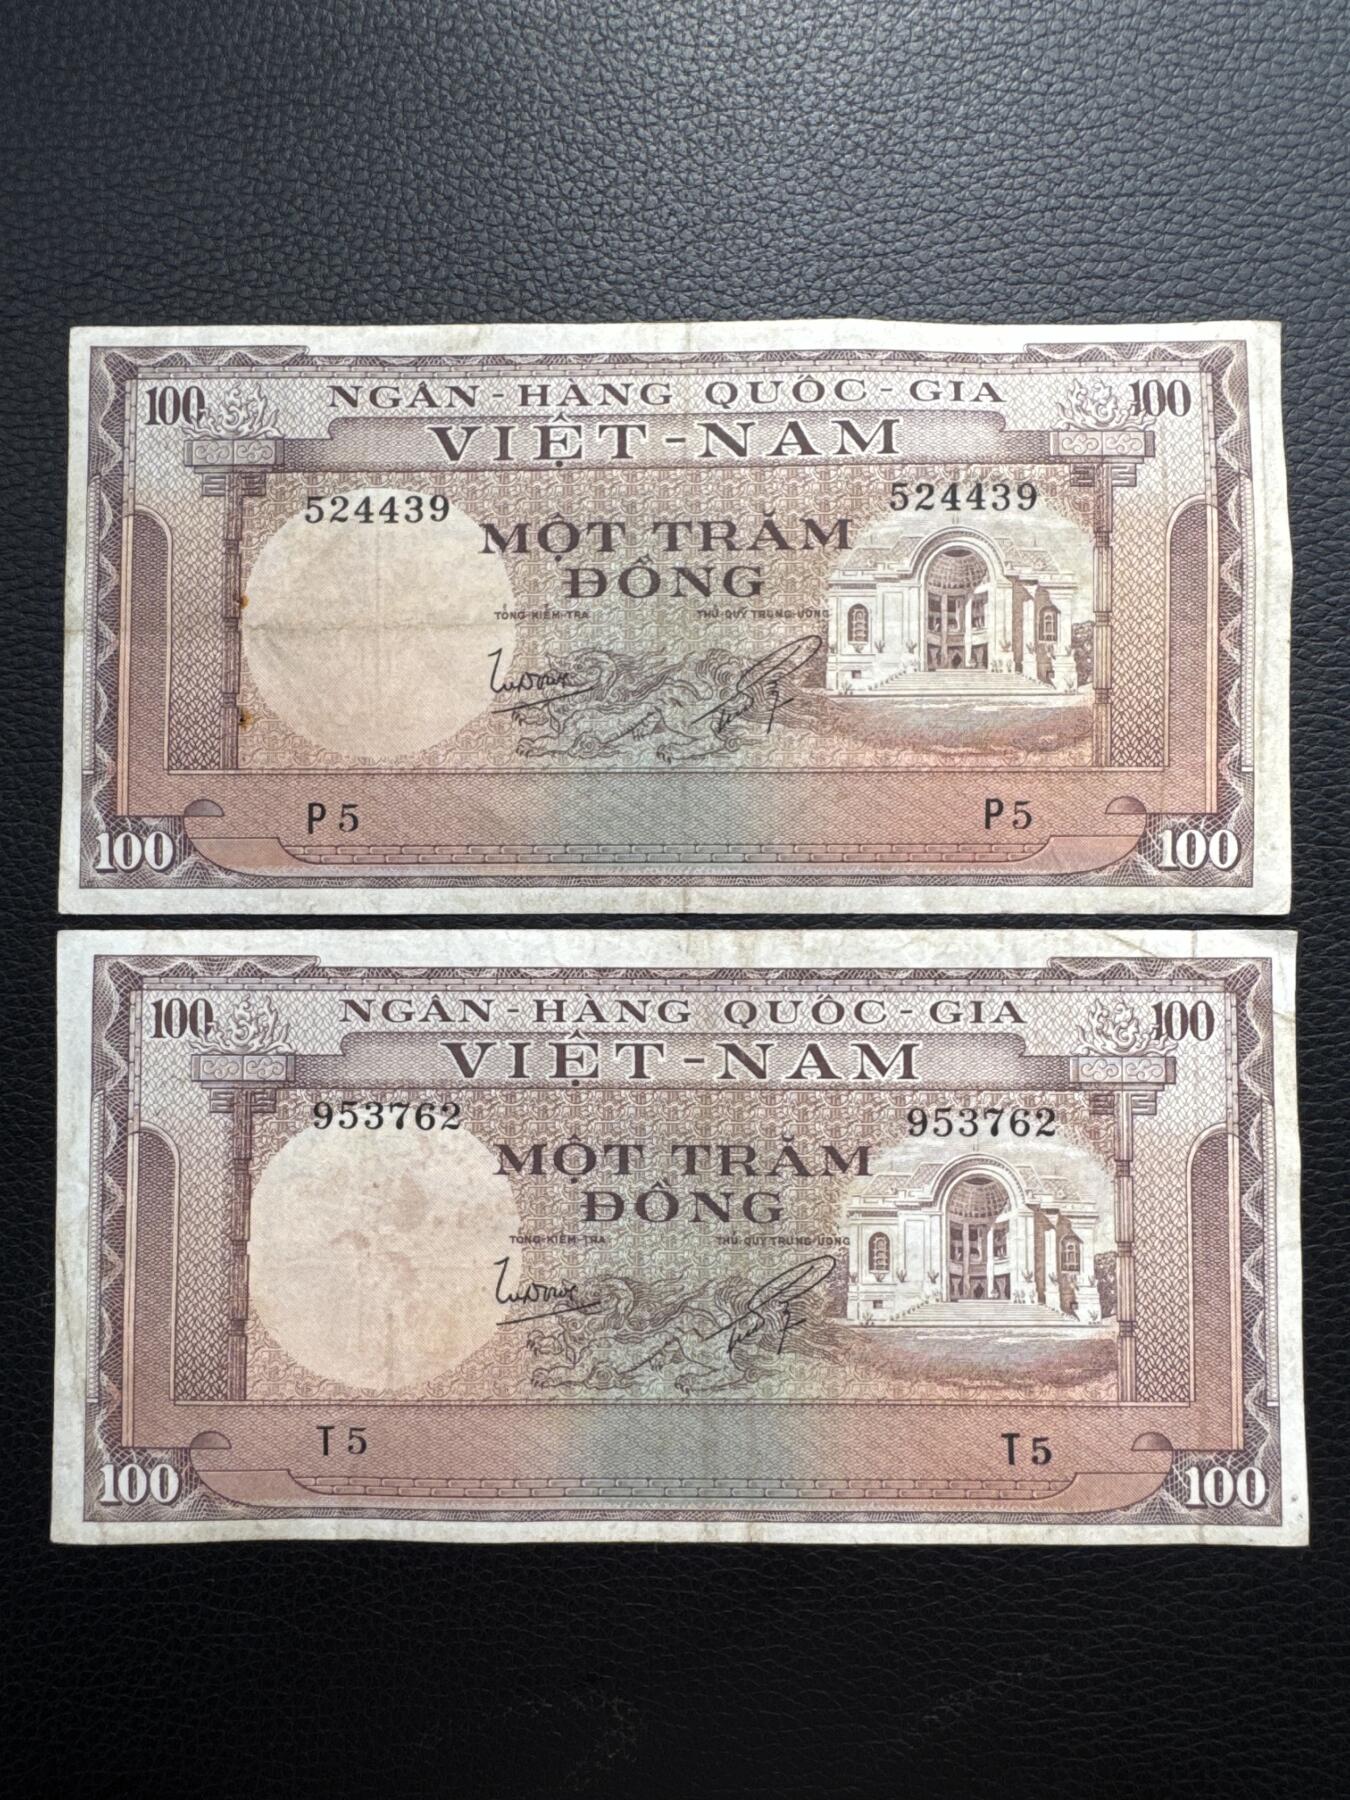 100 NGÂN-HÀNG QUỐC-GIA 100
VIỆT-NAM
524439 524439
MỘT TRĂM
ĐỒNG
TỔNG-KIỂM-TRA THỦ-QUỸ TRUNG-ƯƠNG
P 5 P 5
100 100
100 NGÂN-HÀNG QUỐC-GIA 100
VIỆT-NAM
953762 953762
MỘT TRĂM
ĐỒNG
TỔNG-KIỂM-TRA THỦ-QUỸ TRUNG-ƯƠNG
T 5 T 5
100 100